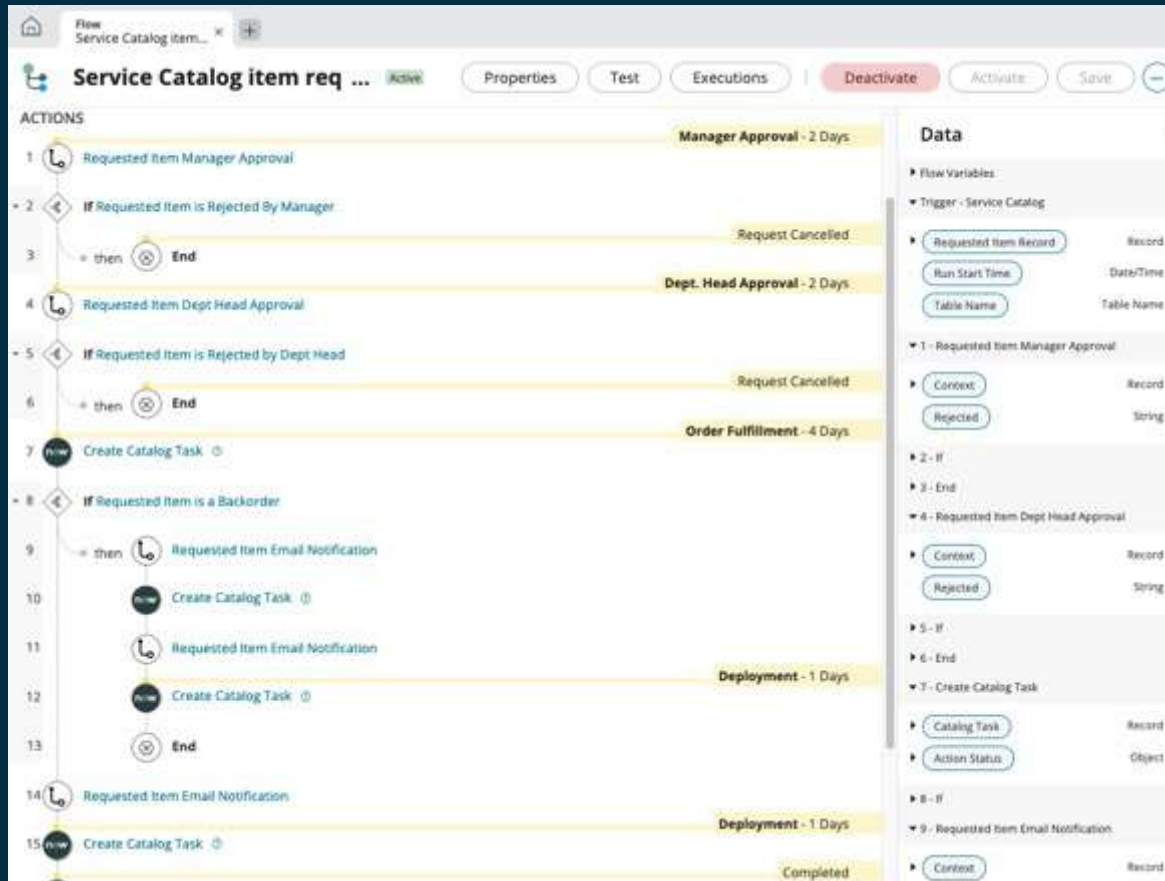 Flow
Service Catalog item... × +
Service Catalog item req ... Active Properties Test Executions Deactivate Activate Save
ACTIONS
Manager Approval - 2 Days
1 Requested Item Manager Approval
2 If Requested Item is Rejected By Manager
Request Cancelled
3 then End
Dept. Head Approval - 2 Days
4 Requested Item Dept Head Approval
5 If Requested Item is Rejected by Dept Head
Request Cancelled
6 then End
Order Fulfillment - 4 Days
7 now Create Catalog Task
8 If Requested Item is a Backorder
9 then Requested Item Email Notification
10 now Create Catalog Task
11 Requested Item Email Notification
Deployment - 1 Days
12 now Create Catalog Task
13 End
14 Requested Item Email Notification
Deployment - 1 Days
15 now Create Catalog Task
Completed
Data
Flow Variables
Trigger - Service Catalog
Requested Item Record Record
Run Start Time Date/Time
Table Name Table Name
1 - Requested Item Manager Approval
Context Record
Rejected String
2 - If
3 - End
4 - Requested Item Dept Head Approval
Context Record
Rejected String
5 - If
6 - End
7 - Create Catalog Task
Catalog Task Record
Action Status Object
8 - If
9 - Requested Item Email Notification
Context Record